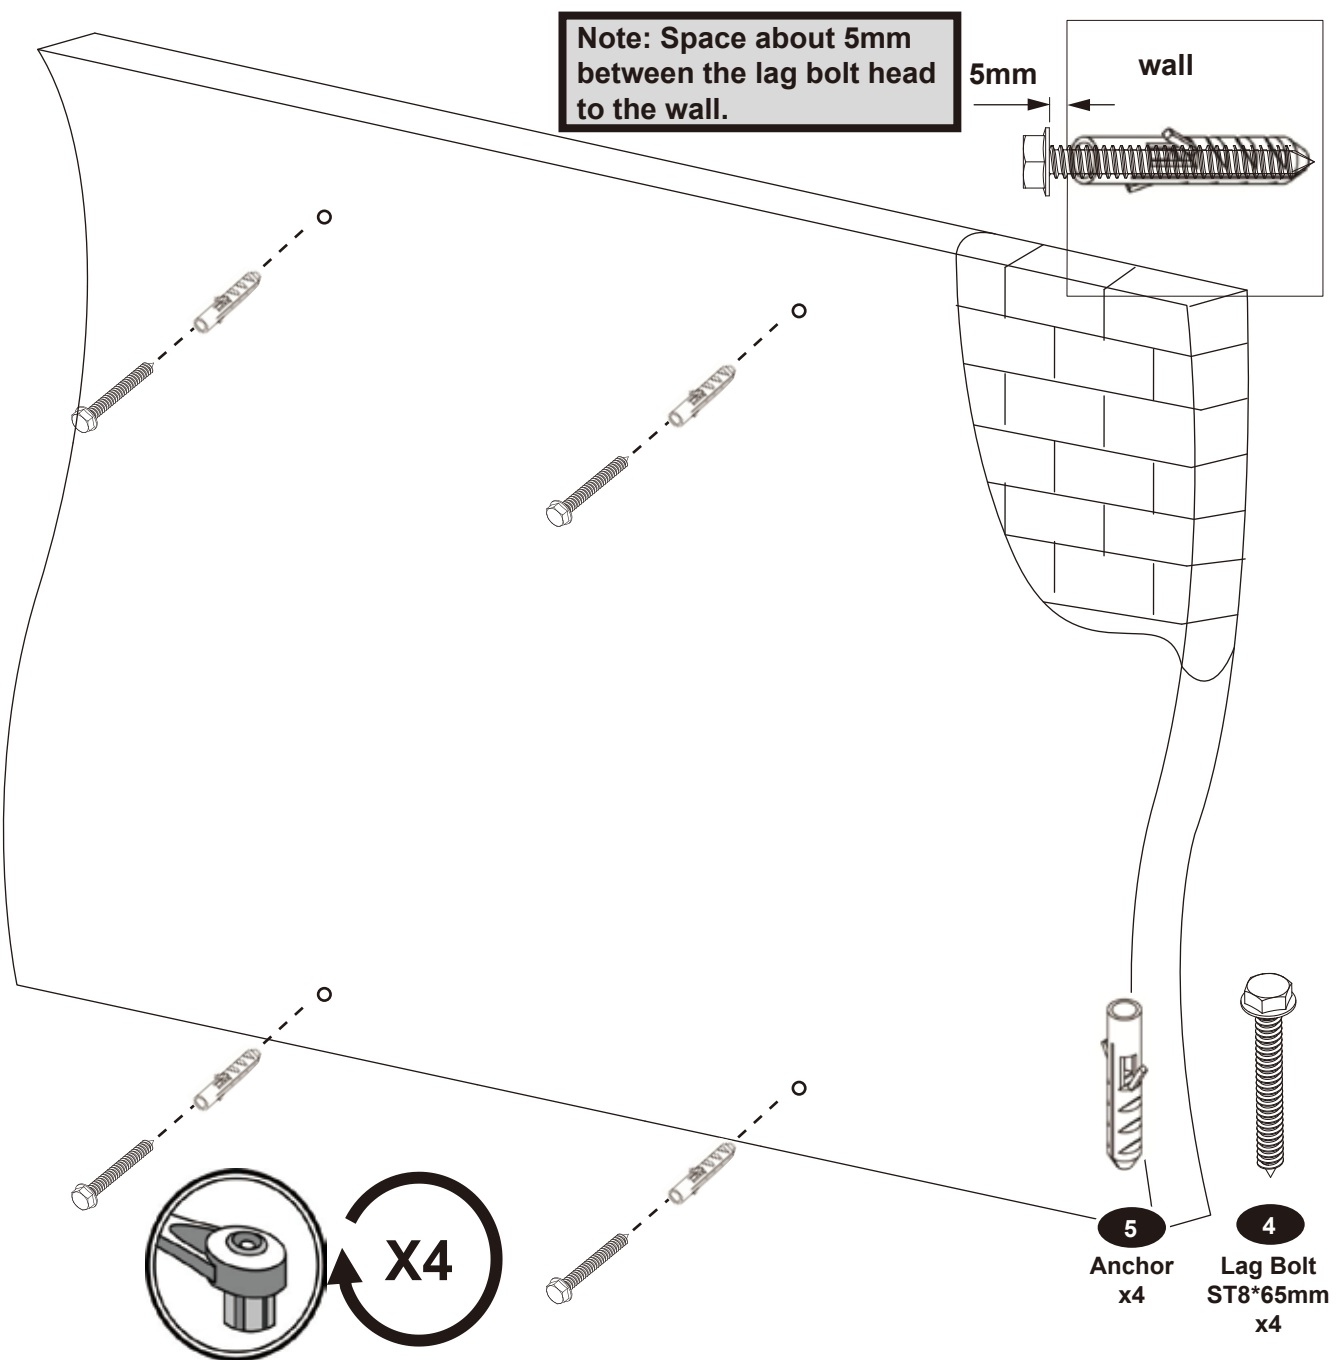 Note: Space about 5mm
between the lag bolt head
to the wall.
5mm
wall
X4
5
Anchor
x4
4
Lag Bolt
ST8*65mm
x4